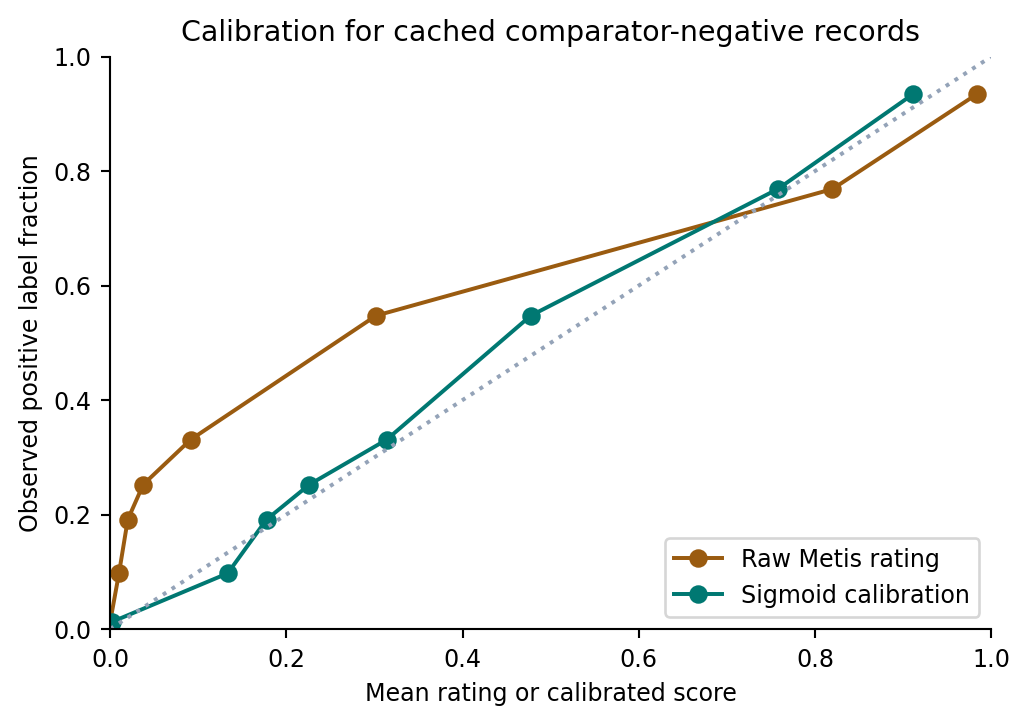 Calibration for cached comparator-negative records
1.0
0.8
0.6
0.4
0.2
0.0
Observed positive label fraction
Raw Metis rating
Sigmoid calibration
0.0 0.2 0.4 0.6 0.8 1.0
Mean rating or calibrated score